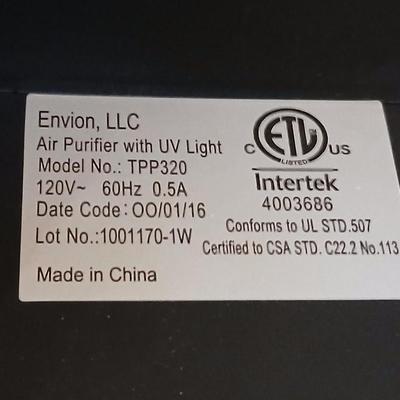 Envion, LLC
Air Purifier with UV Light
Model No.: TPP320
120V~ 60Hz 0.5A
Date Code: OO/01/16
Lot No.:1001170-1W
Made in China
C ETL US
LISTED
Intertek
4003686
Conforms to UL STD.507
Certified to CSA STD. C22.2 No.113